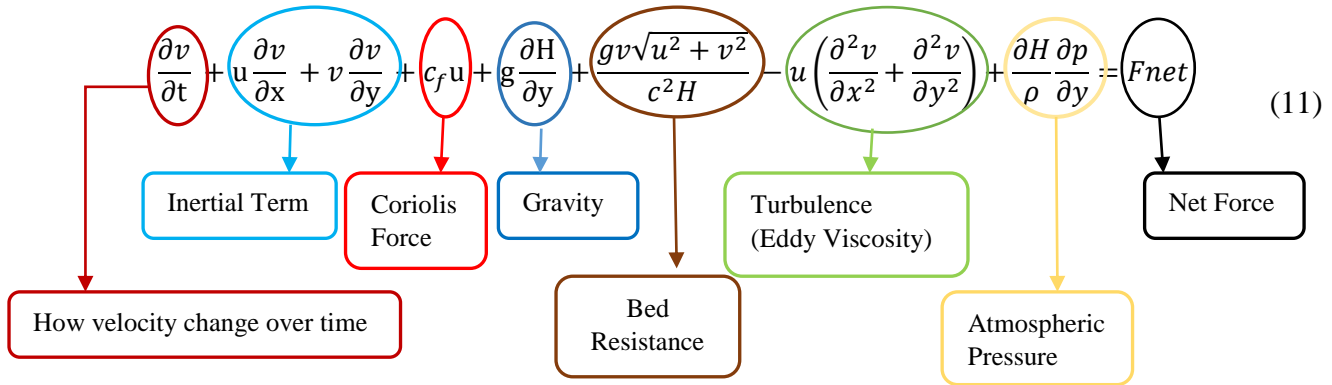 ∂v/∂t + u ∂v/∂x + v ∂v/∂y + c_f u + g ∂H/∂y + gv√(u² + v²)/(c²H) − u(∂²v/∂x² + ∂²v/∂y²) + ∂H/ρ ∂p/∂y = Fnet
(11)
Inertial Term
Coriolis
Force
Gravity
Turbulence
(Eddy Viscosity)
Net Force
How velocity change over time
Bed
Resistance
Atmospheric
Pressure